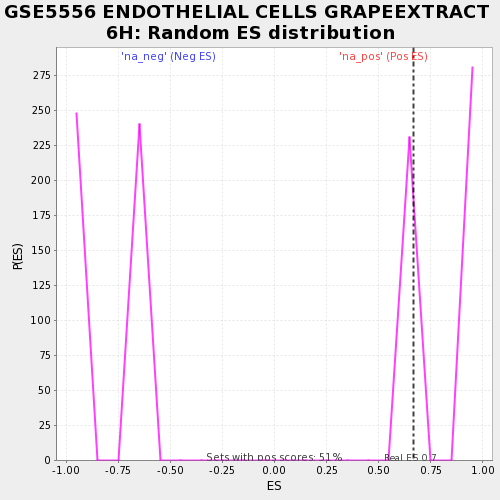 GSE5556 ENDOTHELIAL CELLS GRAPEEXTRACT
6H: Random ES distribution
'na_neg' (Neg ES) 'na_pos' (Pos ES)
275
250
225
200
175
150
125
100
75
50
25
0
P(ES)
Sets with pos scores: 51% Real ES 0.7
-1.00 -0.75 -0.50 -0.25 0.00 0.25 0.50 0.75 1.00
ES